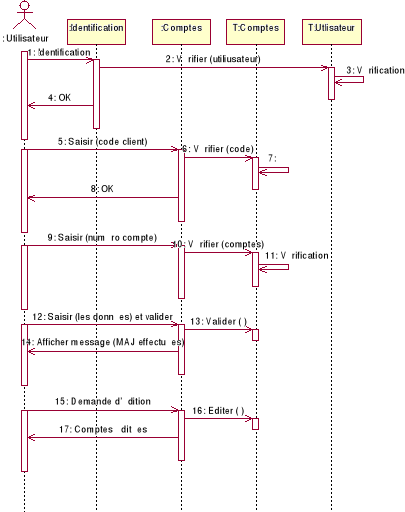 : Utilisateur
:Identification
:Comptes
T:Comptes
T:Utlisateur
1: :Identification
2: V rifier (utiliusateur)
3: V rification
4: OK
5: Saisir (code client)
6: V rifier (code)
7:
8: OK
9: Saisir (num ro compte)
10: V rifier (comptes)
11: V rification
12: Saisir (les donn es) et valider
13: Valider ( )
14: Afficher message (MAJ effectu es)
15: Demande d' dition
16: Editer ( )
17: Comptes dit es